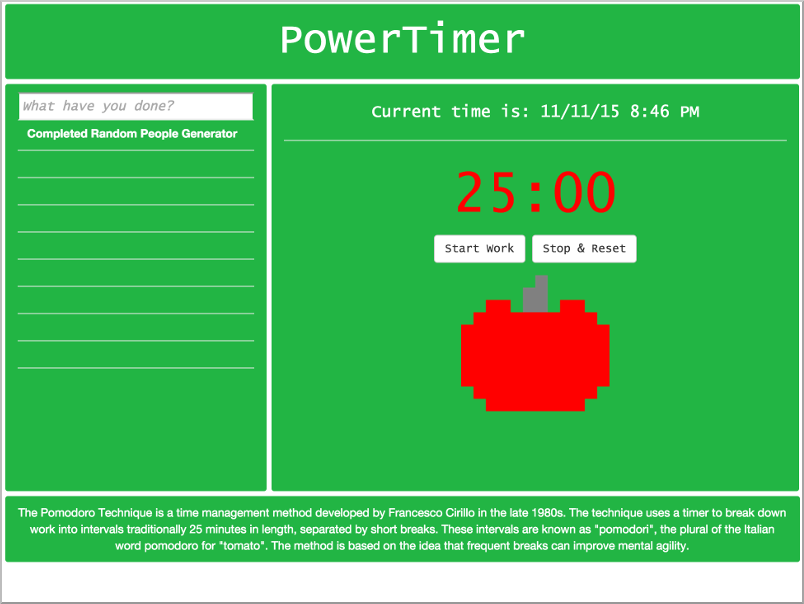 PowerTimer
What have you done?
Completed Random People Generator
Current time is: 11/11/15 8:46 PM
25:00
Start Work
Stop & Reset
The Pomodoro Technique is a time management method developed by Francesco Cirillo in the late 1980s. The technique uses a timer to break down
work into intervals traditionally 25 minutes in length, separated by short breaks. These intervals are known as "pomodori", the plural of the Italian
word pomodoro for "tomato". The method is based on the idea that frequent breaks can improve mental agility.